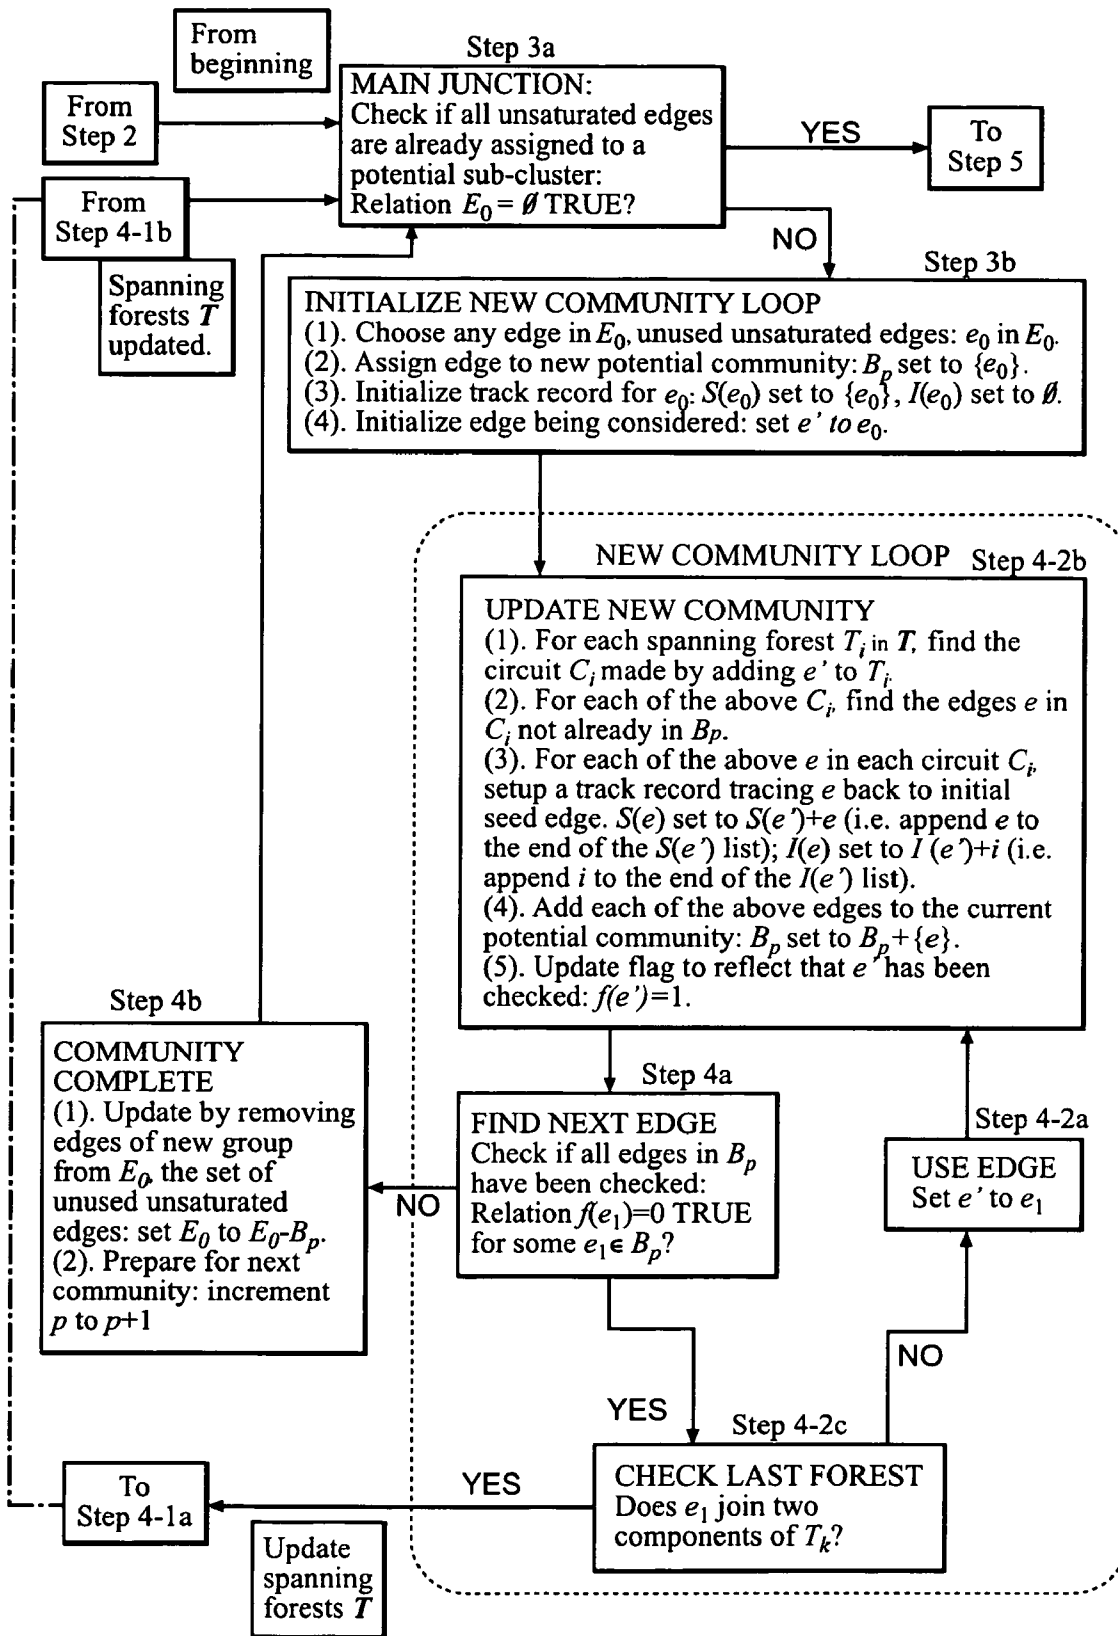 From
beginning
Step 3a
From
Step 2
MAIN JUNCTION:
Check if all unsaturated edges
are already assigned to a
potential sub-cluster:
Relation E₀ = ∅ TRUE?
YES
To
Step 5
From
Step 4-1b
NO
Spanning
forests T
updated.
Step 3b
INITIALIZE NEW COMMUNITY LOOP
(1). Choose any edge in E₀, unused unsaturated edges: e₀ in E₀.
(2). Assign edge to new potential community: Bₚ set to {e₀}.
(3). Initialize track record for e₀: S(e₀) set to {e₀}, I(e₀) set to ∅.
(4). Initialize edge being considered: set e' to e₀.
NEW COMMUNITY LOOP
Step 4-2b
UPDATE NEW COMMUNITY
(1). For each spanning forest Tᵢ in T, find the
circuit Cᵢ made by adding e' to Tᵢ.
(2). For each of the above Cᵢ, find the edges e in
Cᵢ not already in Bₚ.
(3). For each of the above e in each circuit Cᵢ,
setup a track record tracing e back to initial
seed edge. S(e) set to S(e')+e (i.e. append e to
the end of the S(e') list); I(e) set to I (e')+i (i.e.
append i to the end of the I(e') list).
(4). Add each of the above edges to the current
potential community: Bₚ set to Bₚ+{e}.
(5). Update flag to reflect that e' has been
checked: f(e')=1.
Step 4b
COMMUNITY
COMPLETE
(1). Update by removing
edges of new group
from E₀, the set of
unused unsaturated
edges: set E₀ to E₀-Bₚ.
(2). Prepare for next
community: increment
p to p+1
NO
Step 4a
FIND NEXT EDGE
Check if all edges in Bₚ
have been checked:
Relation f(e₁)=0 TRUE
for some e₁∈ Bₚ?
Step 4-2a
USE EDGE
Set e' to e₁
NO
YES
Step 4-2c
CHECK LAST FOREST
Does e₁ join two
components of Tₖ?
YES
To
Step 4-1a
Update
spanning
forests T